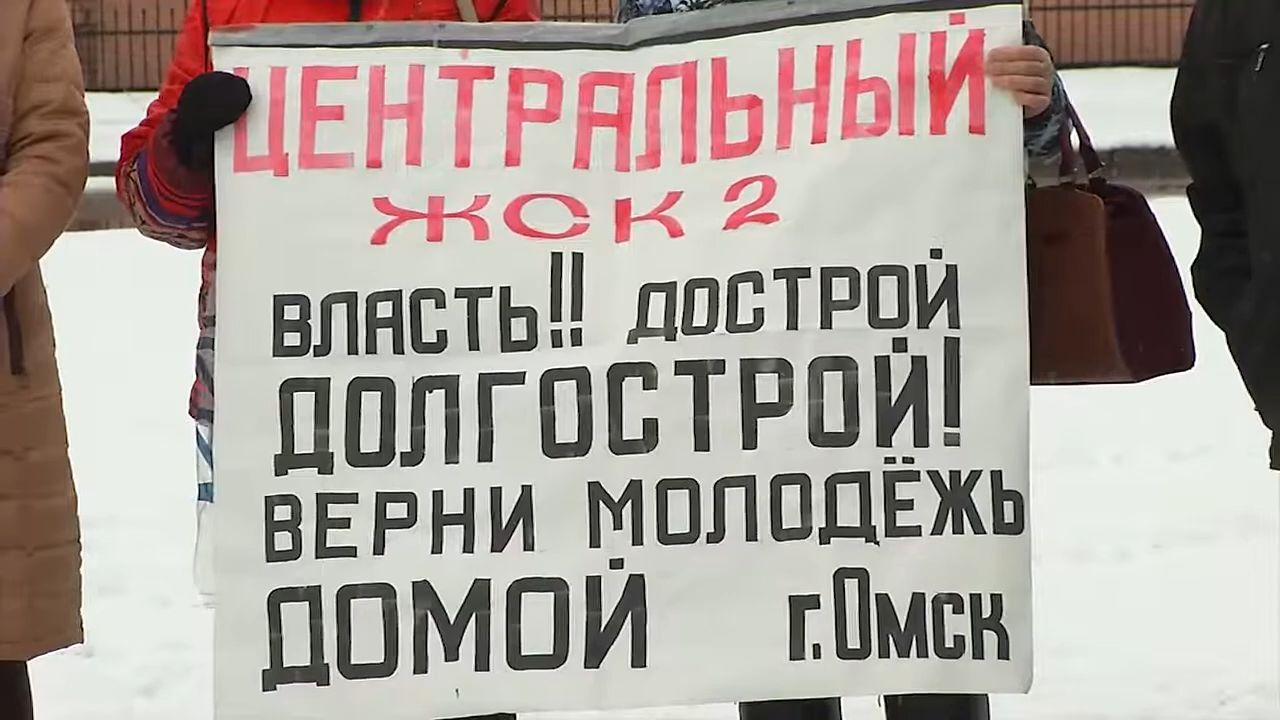 ЦЕНТРАЛЬНЫЙ
ЖСК 2
ВЛАСТЬ!! ДОСТРОЙ
ДОЛГОСТРОЙ!
ВЕРНИ МОЛОДЁЖЬ
ДОМОЙ г. Омск